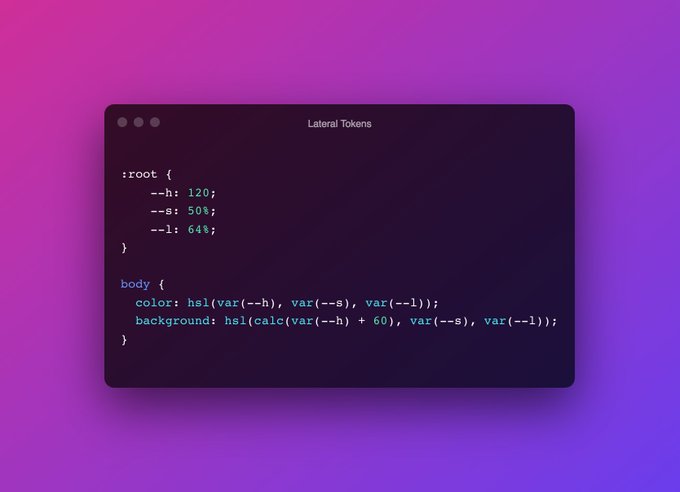 Lateral Tokens
:root {
    --h: 120;
    --s: 50%;
    --l: 64%;
}
body {
  color: hsl(var(--h), var(--s), var(--l));
  background: hsl(calc(var(--h) + 60), var(--s), var(--l));
}